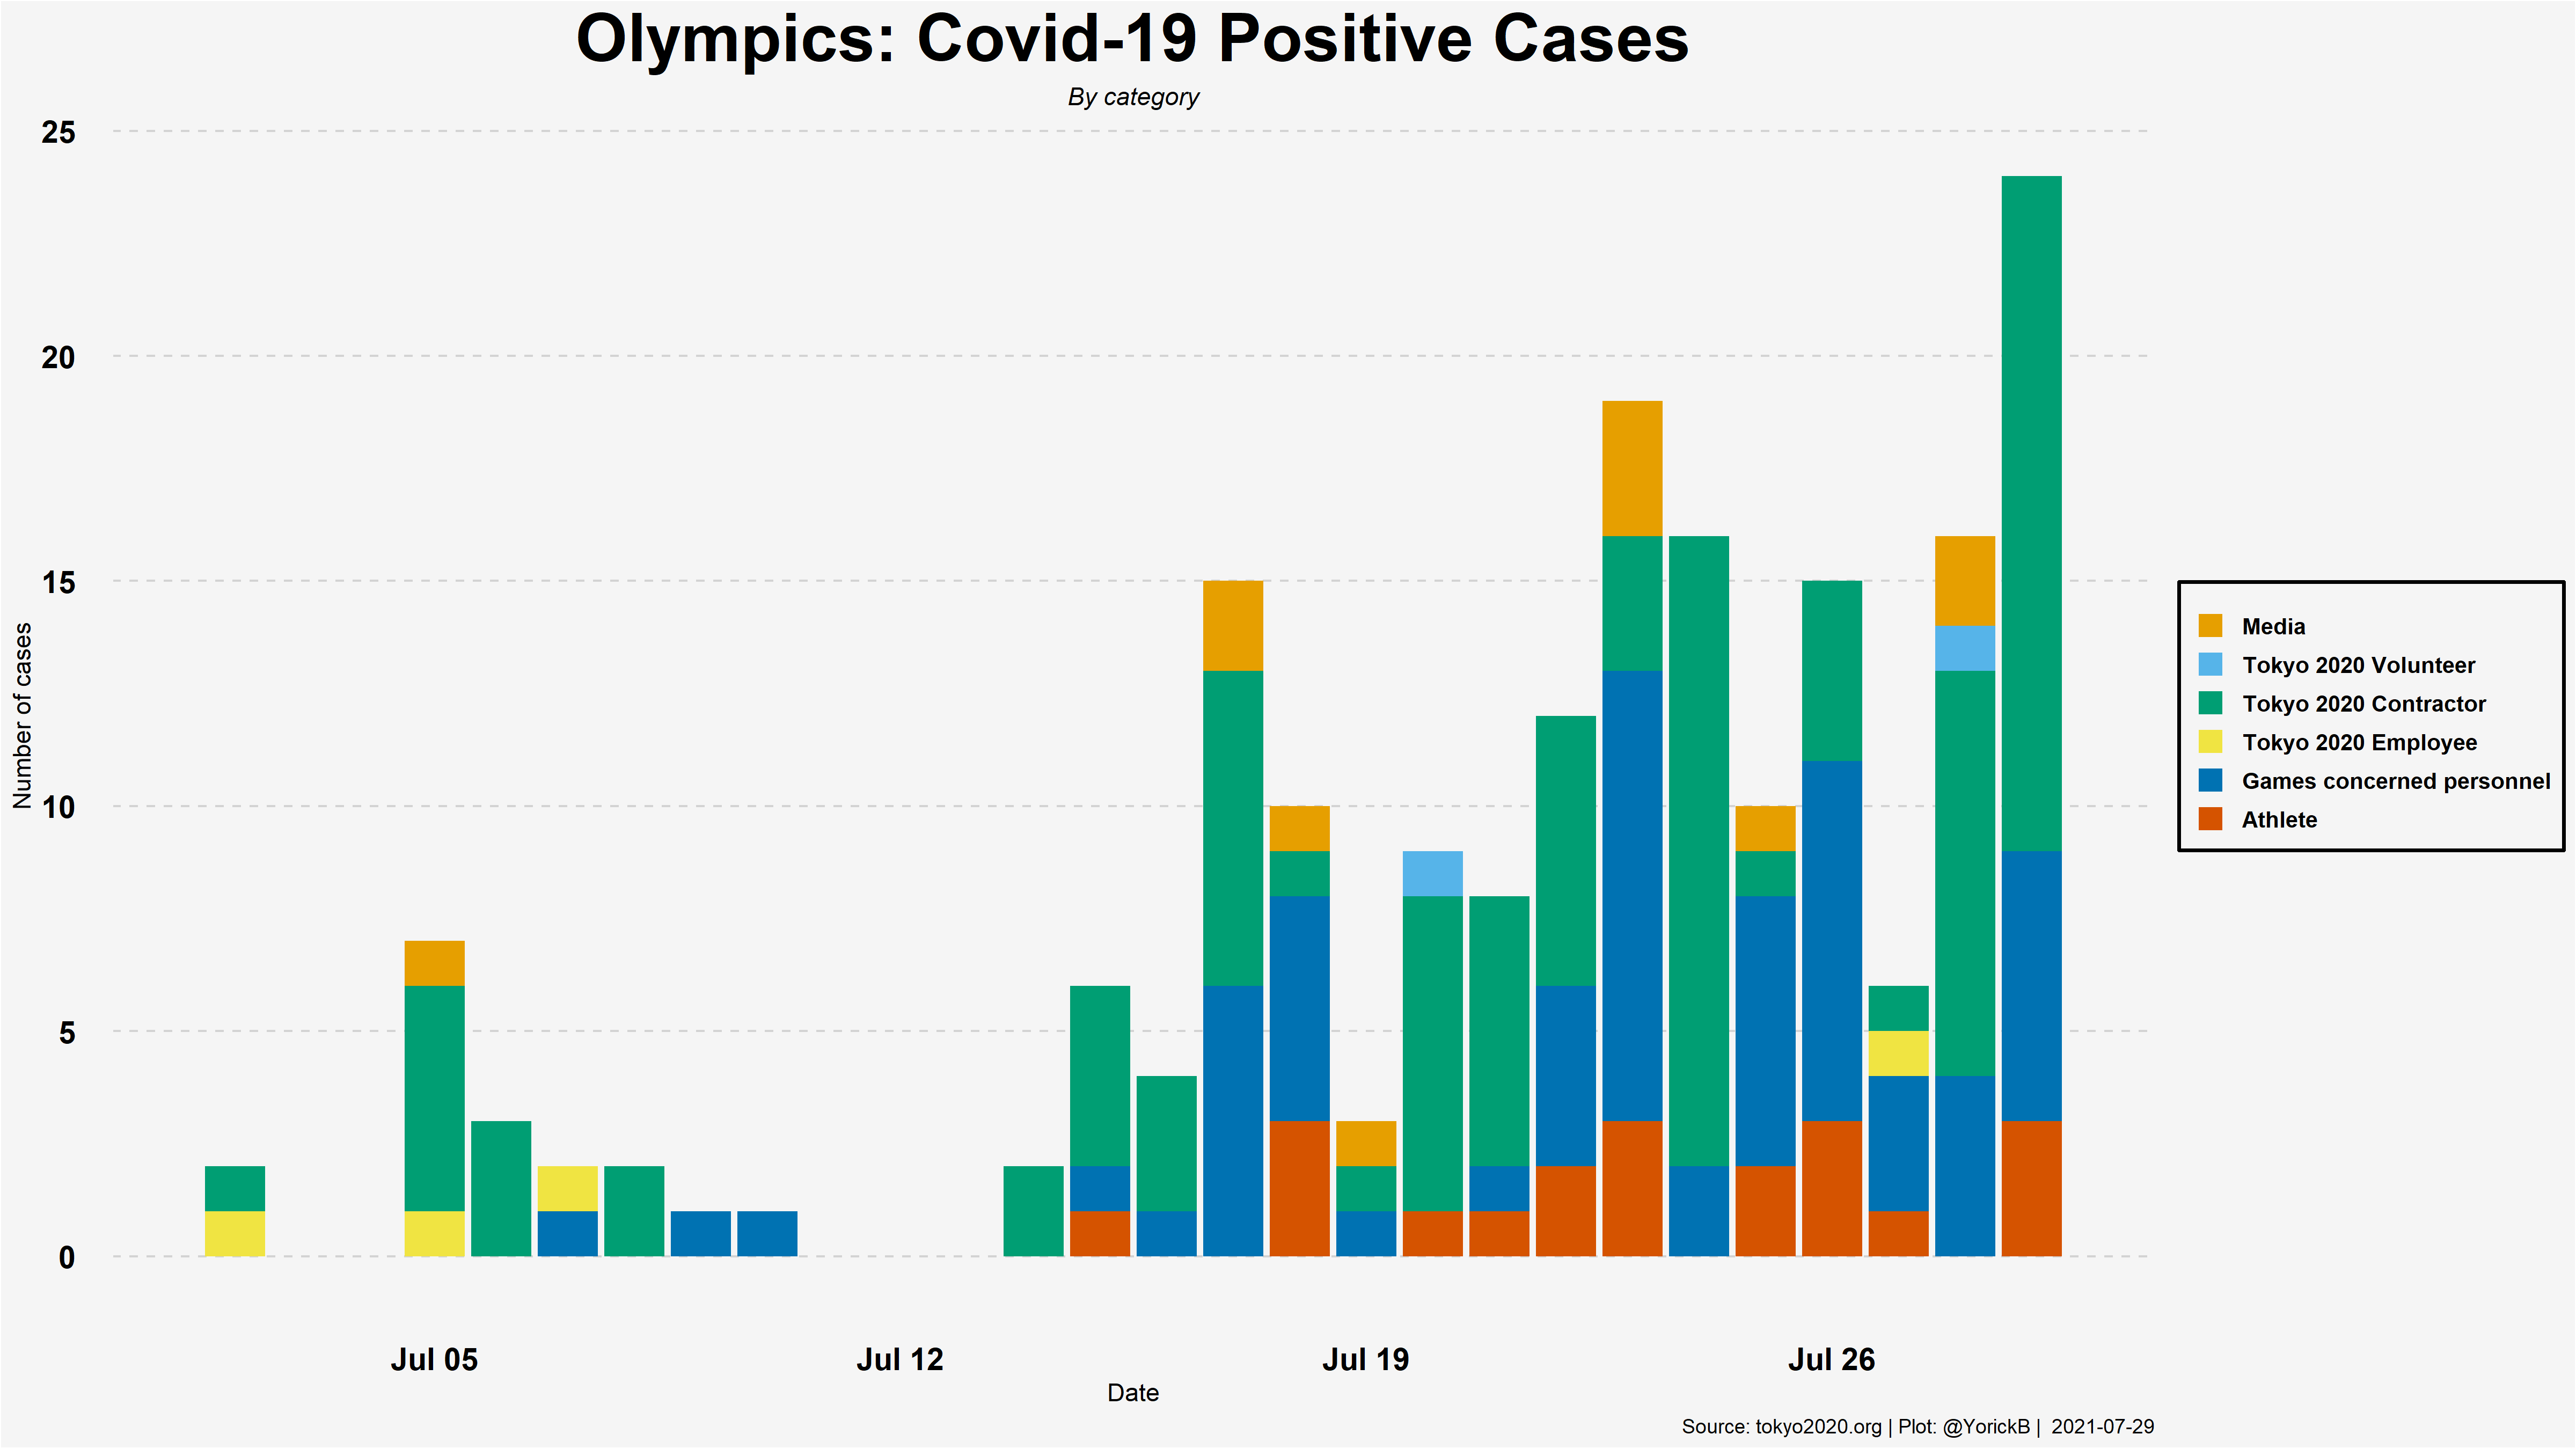 Olympics: Covid-19 Positive Cases
By category
25
20
15
10
5
0
Number of cases
Jul 05
Jul 12
Jul 19
Jul 26
Date
Media
Tokyo 2020 Volunteer
Tokyo 2020 Contractor
Tokyo 2020 Employee
Games concerned personnel
Athlete
Source: tokyo2020.org | Plot: @YorickB | 2021-07-29